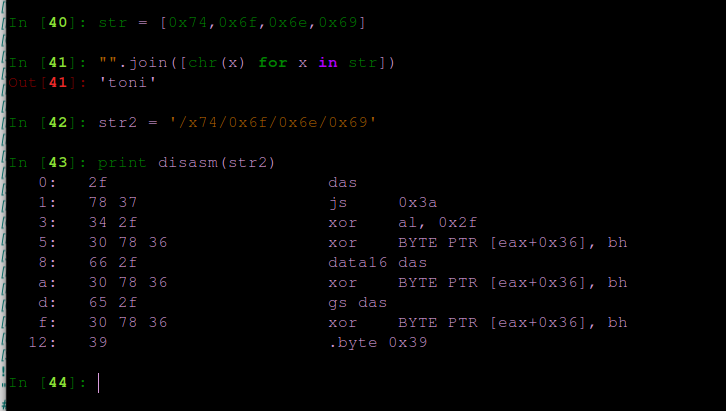 In [40]: str = [0x74,0x6f,0x6e,0x69]
In [41]: "".join([chr(x) for x in str])
Out[41]: 'toni'
In [42]: str2 = '/x74/0x6f/0x6e/0x69'
In [43]: print disasm(str2)
0: 2f das
1: 78 37 js 0x3a
3: 34 2f xor al, 0x2f
5: 30 78 36 xor BYTE PTR [eax+0x36], bh
8: 66 2f data16 das
a: 30 78 36 xor BYTE PTR [eax+0x36], bh
d: 65 2f gs das
f: 30 78 36 xor BYTE PTR [eax+0x36], bh
12: 39 .byte 0x39
In [44]: